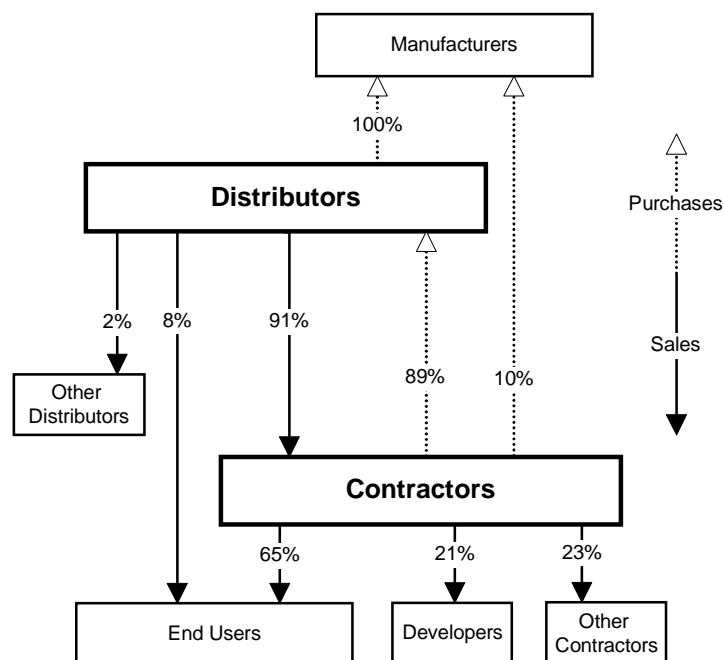 Manufacturers
100%
Distributors
Purchases
2%
8%
91%
Sales
89%
10%
Other
Distributors
Contractors
65%
21%
23%
End Users
Developers
Other
Contractors